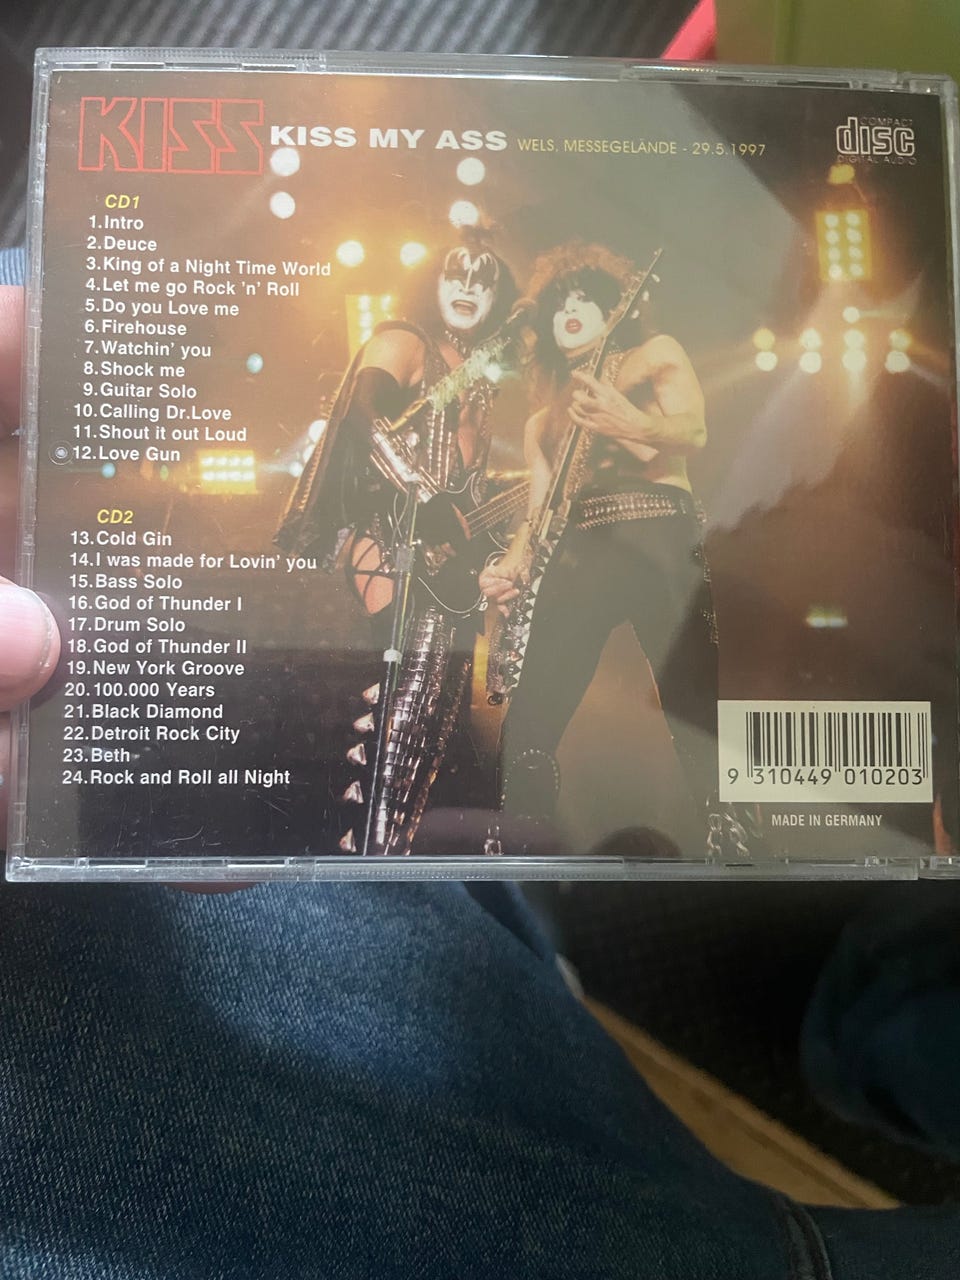 KISS KISS MY ASS WELS, MESSEGELÄNDE - 29.5.1997
COMPACT
disc
DIGITAL AUDIO
CD1
1.Intro
2.Deuce
3.King of a Night Time World
4.Let me go Rock 'n' Roll
5.Do you Love me
6.Firehouse
7.Watchin' you
8.Shock me
9.Guitar Solo
10.Calling Dr.Love
11.Shout it out Loud
12.Love Gun
CD2
13.Cold Gin
14.I was made for Lovin' you
15.Bass Solo
16.God of Thunder I
17.Drum Solo
18.God of Thunder II
19.New York Groove
20.100.000 Years
21.Black Diamond
22.Detroit Rock City
23.Beth
24.Rock and Roll all Night
9 310449 010203
MADE IN GERMANY